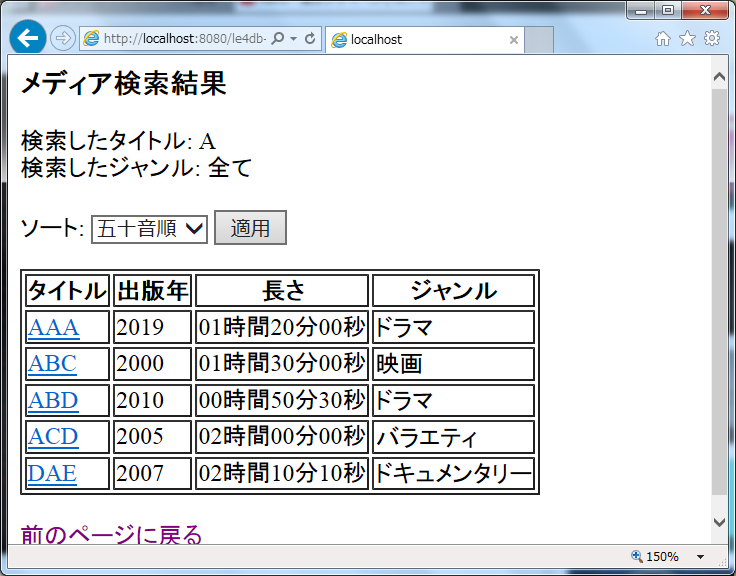 http://localhost:8080/le4db-
localhost
メディア検索結果
検索したタイトル: A
検索したジャンル: 全て
ソート: 五十音順 適用
タイトル 出版年 長さ ジャンル
AAA 2019 01時間20分00秒 ドラマ
ABC 2000 01時間30分00秒 映画
ABD 2010 00時間50分30秒 ドラマ
ACD 2005 02時間00分00秒 バラエティ
DAE 2007 02時間10分10秒 ドキュメンタリー
前のページに戻る
150%